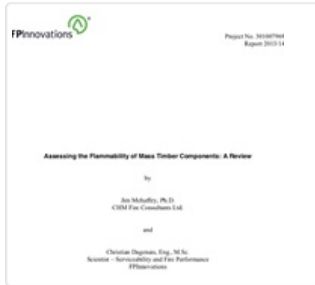 FPInnovations
Project No. 301007969
Report 2013/14
Assessing the Flammability of Mass Timber Components: A Review
by
Jim Mehaffey, Ph.D.
CHM Fire Consultants Ltd.
and
Christian Dagenais, Eng., M.Sc.
Scientist – Serviceability and Fire Performance
FPInnovations